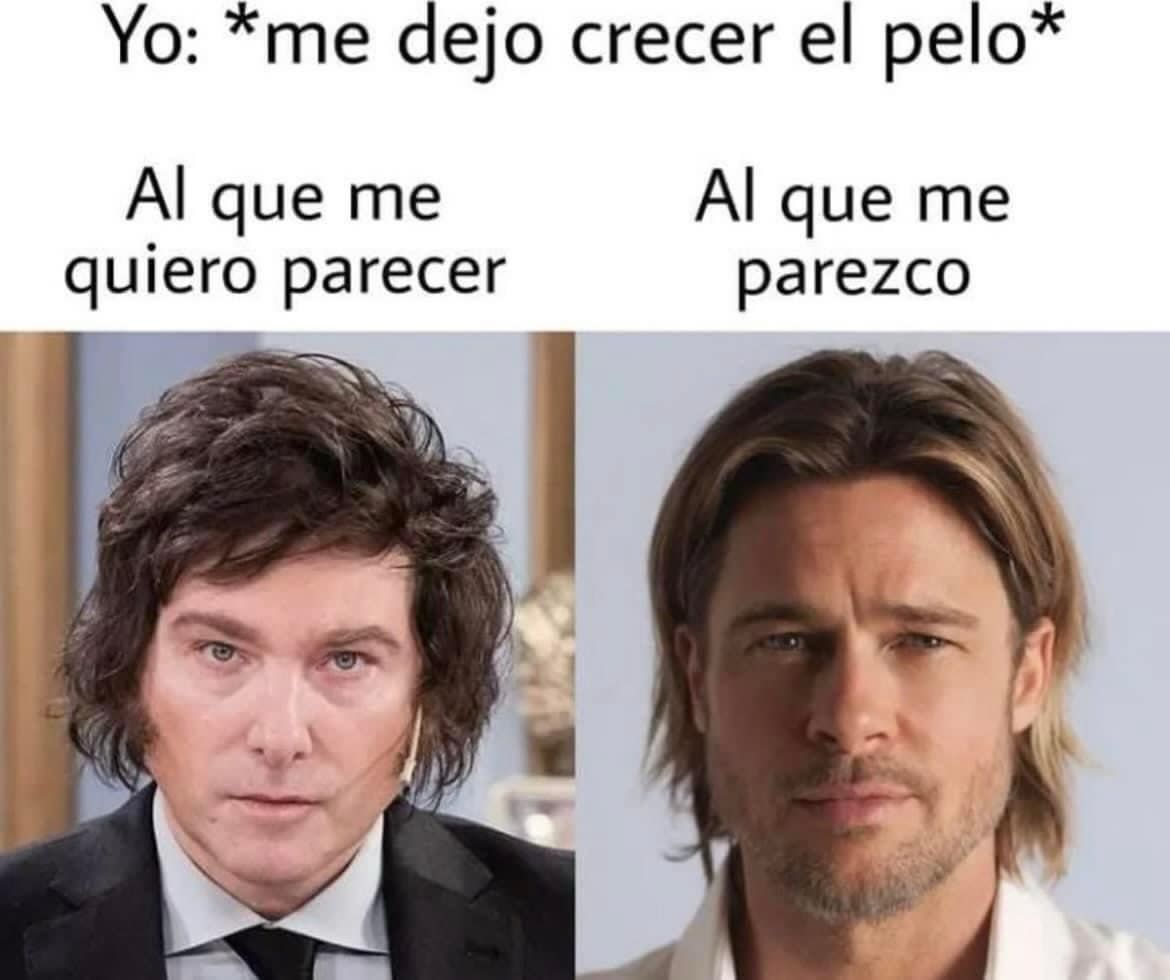 Yo: *me dejo crecer el pelo*
Al que me
quiero parecer
Al que me
parezco